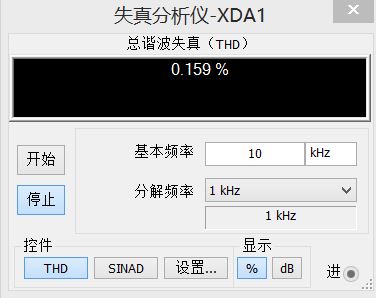 失真分析仪-XDA1
总谐波失真（THD）
0.159 %
开始
停止
基本频率 10 kHz
分解频率 1 kHz
1 kHz
控件
THD SINAD 设置...
显示
% dB
进